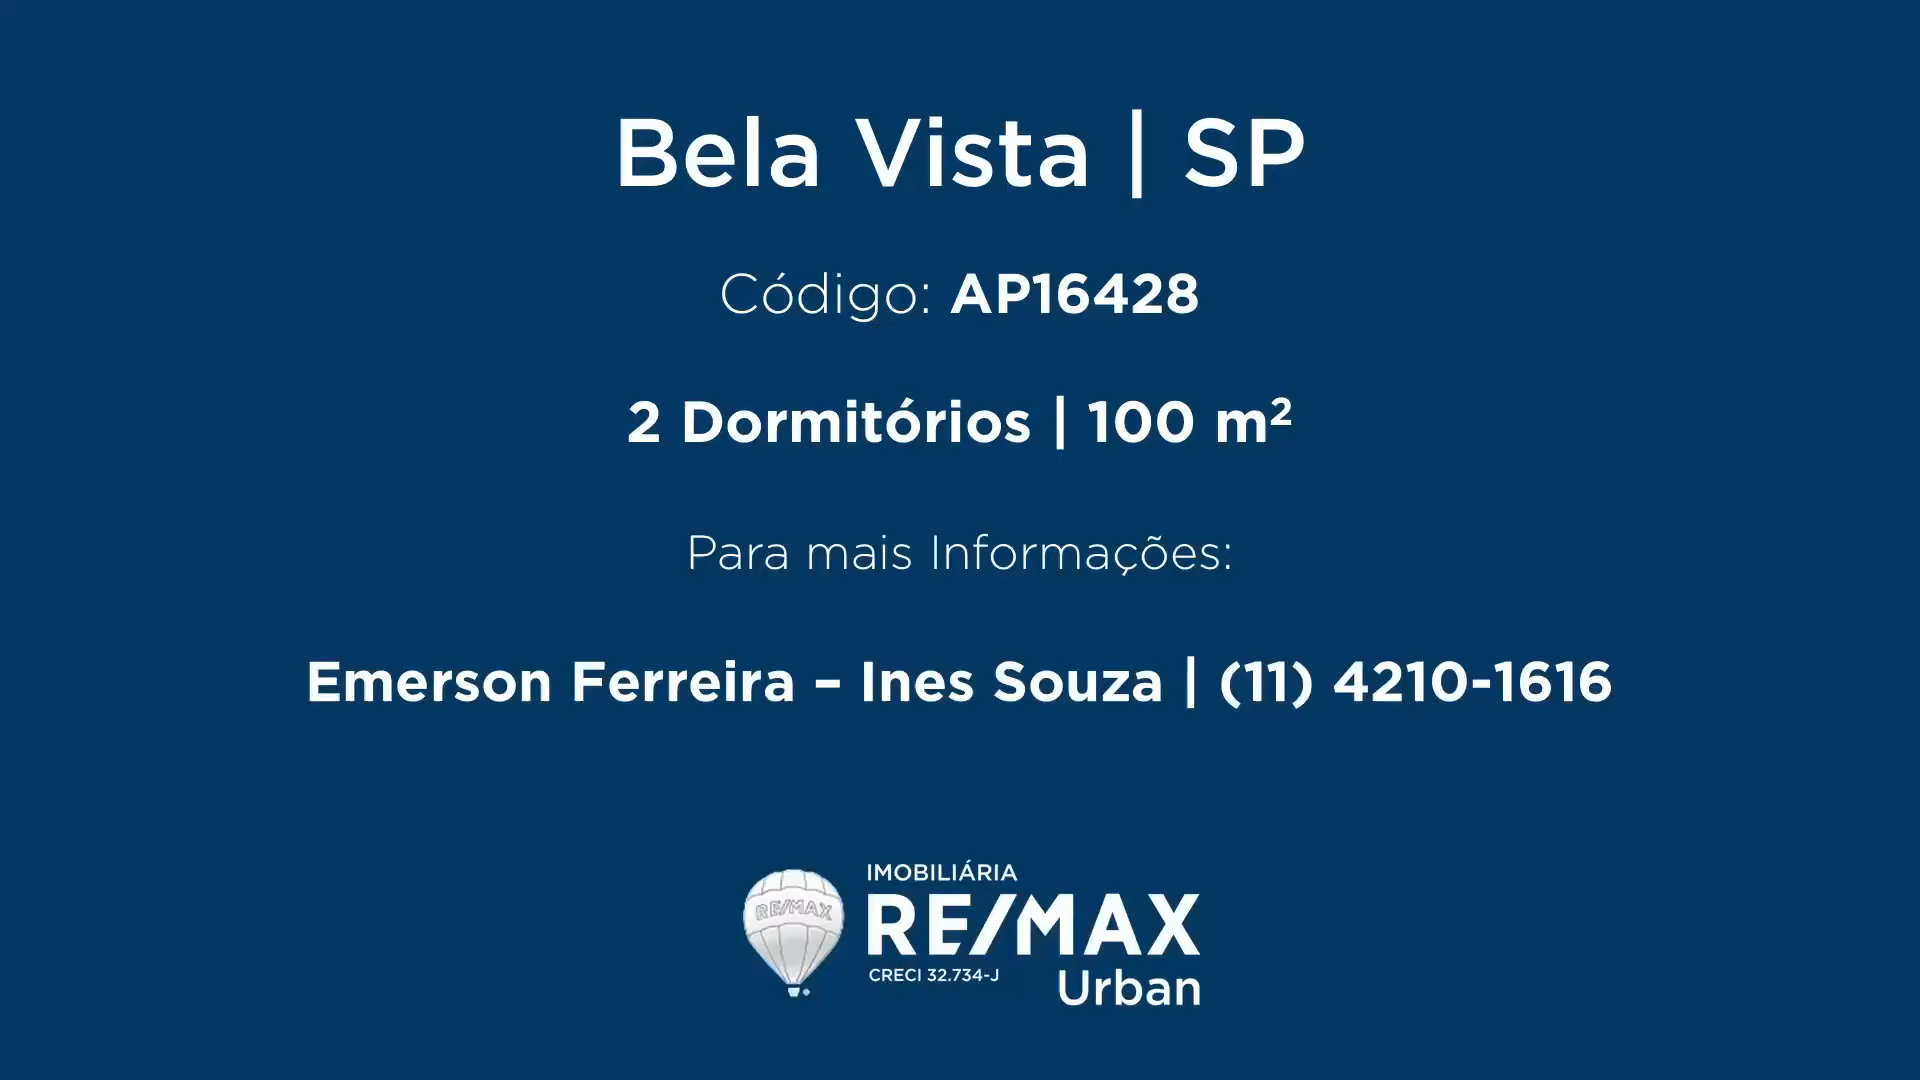 Bela Vista | SP
Código: AP16428
2 Dormitórios | 100 m²
Para mais Informações:
Emerson Ferreira – Ines Souza | (11) 4210-1616
IMOBILIÁRIA
RE/MAX
RE/MAX
CRECI 32.734-J
Urban